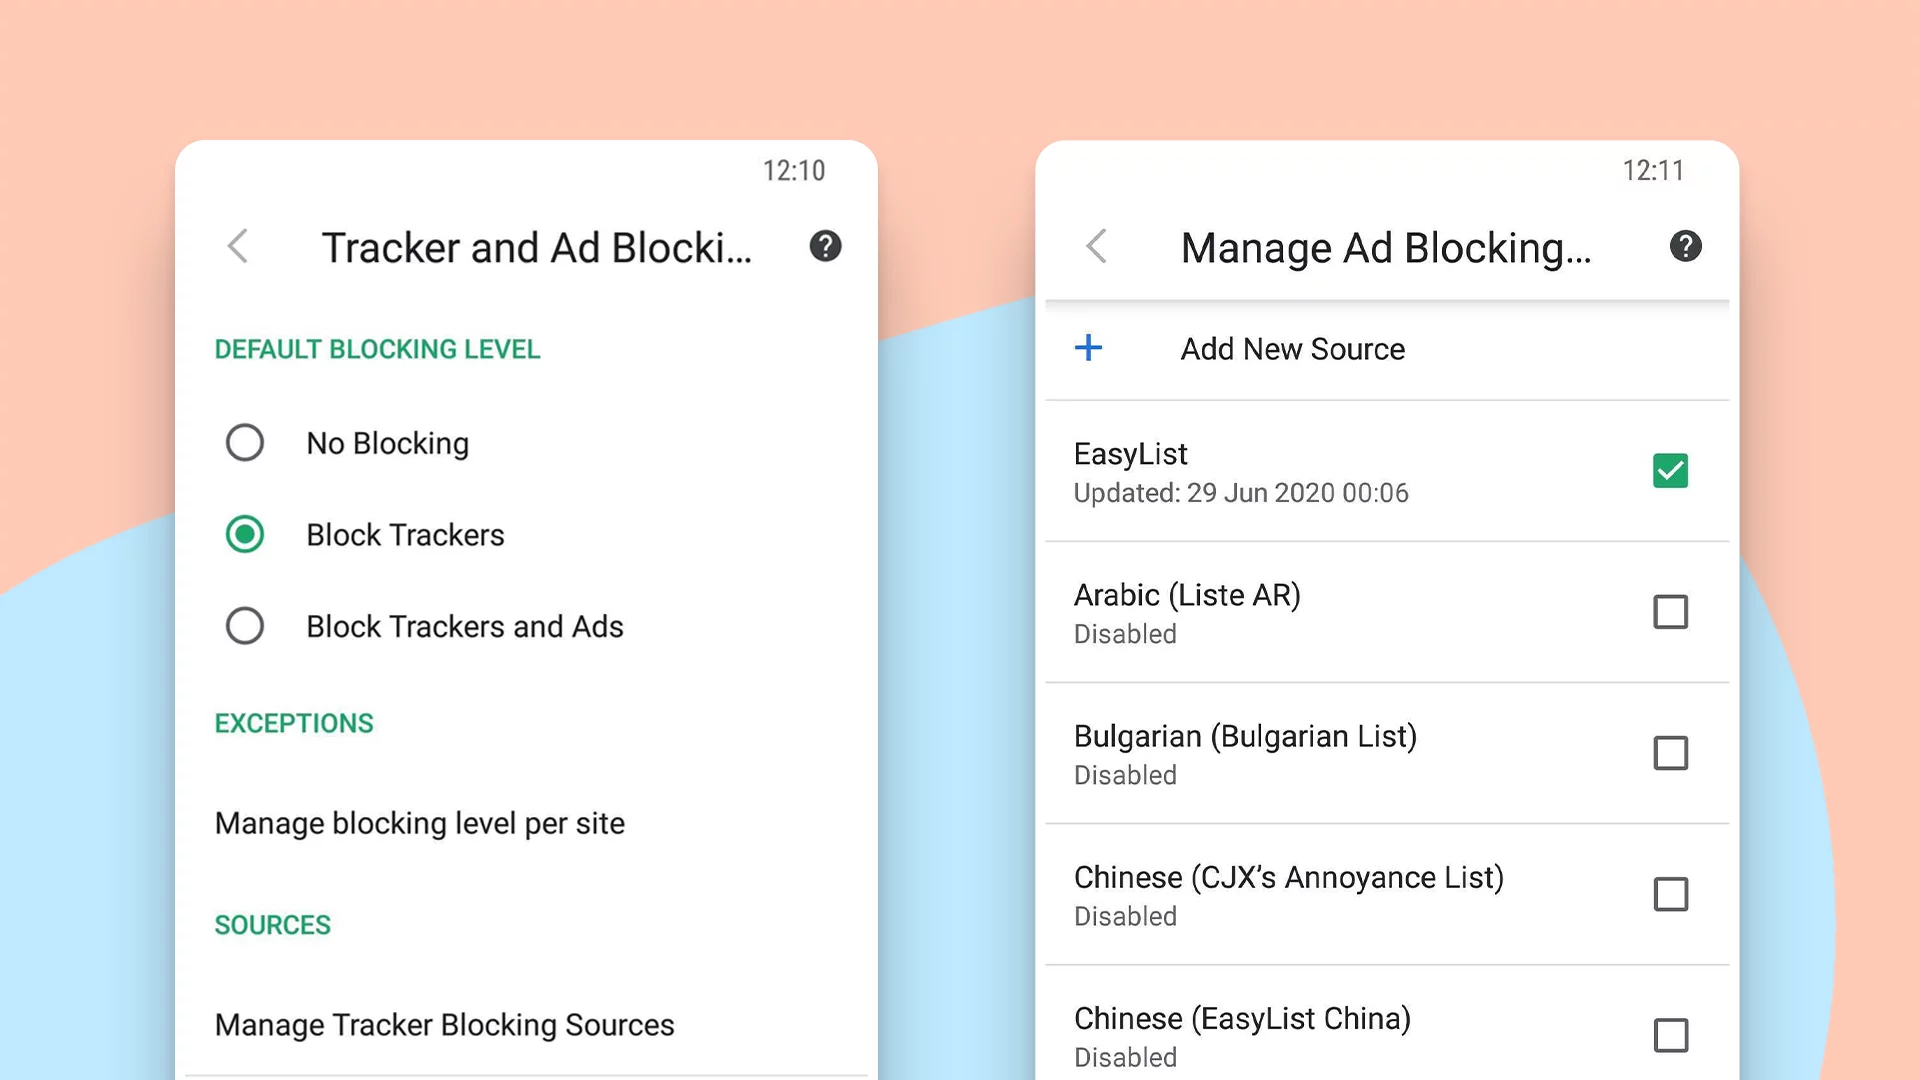 12:10
Tracker and Ad Blocki...
DEFAULT BLOCKING LEVEL
No Blocking
Block Trackers
Block Trackers and Ads
EXCEPTIONS
Manage blocking level per site
SOURCES
Manage Tracker Blocking Sources
12:11
Manage Ad Blocking...
Add New Source
EasyList
Updated: 29 Jun 2020 00:06
Arabic (Liste AR)
Disabled
Bulgarian (Bulgarian List)
Disabled
Chinese (CJX’s Annoyance List)
Disabled
Chinese (EasyList China)
Disabled